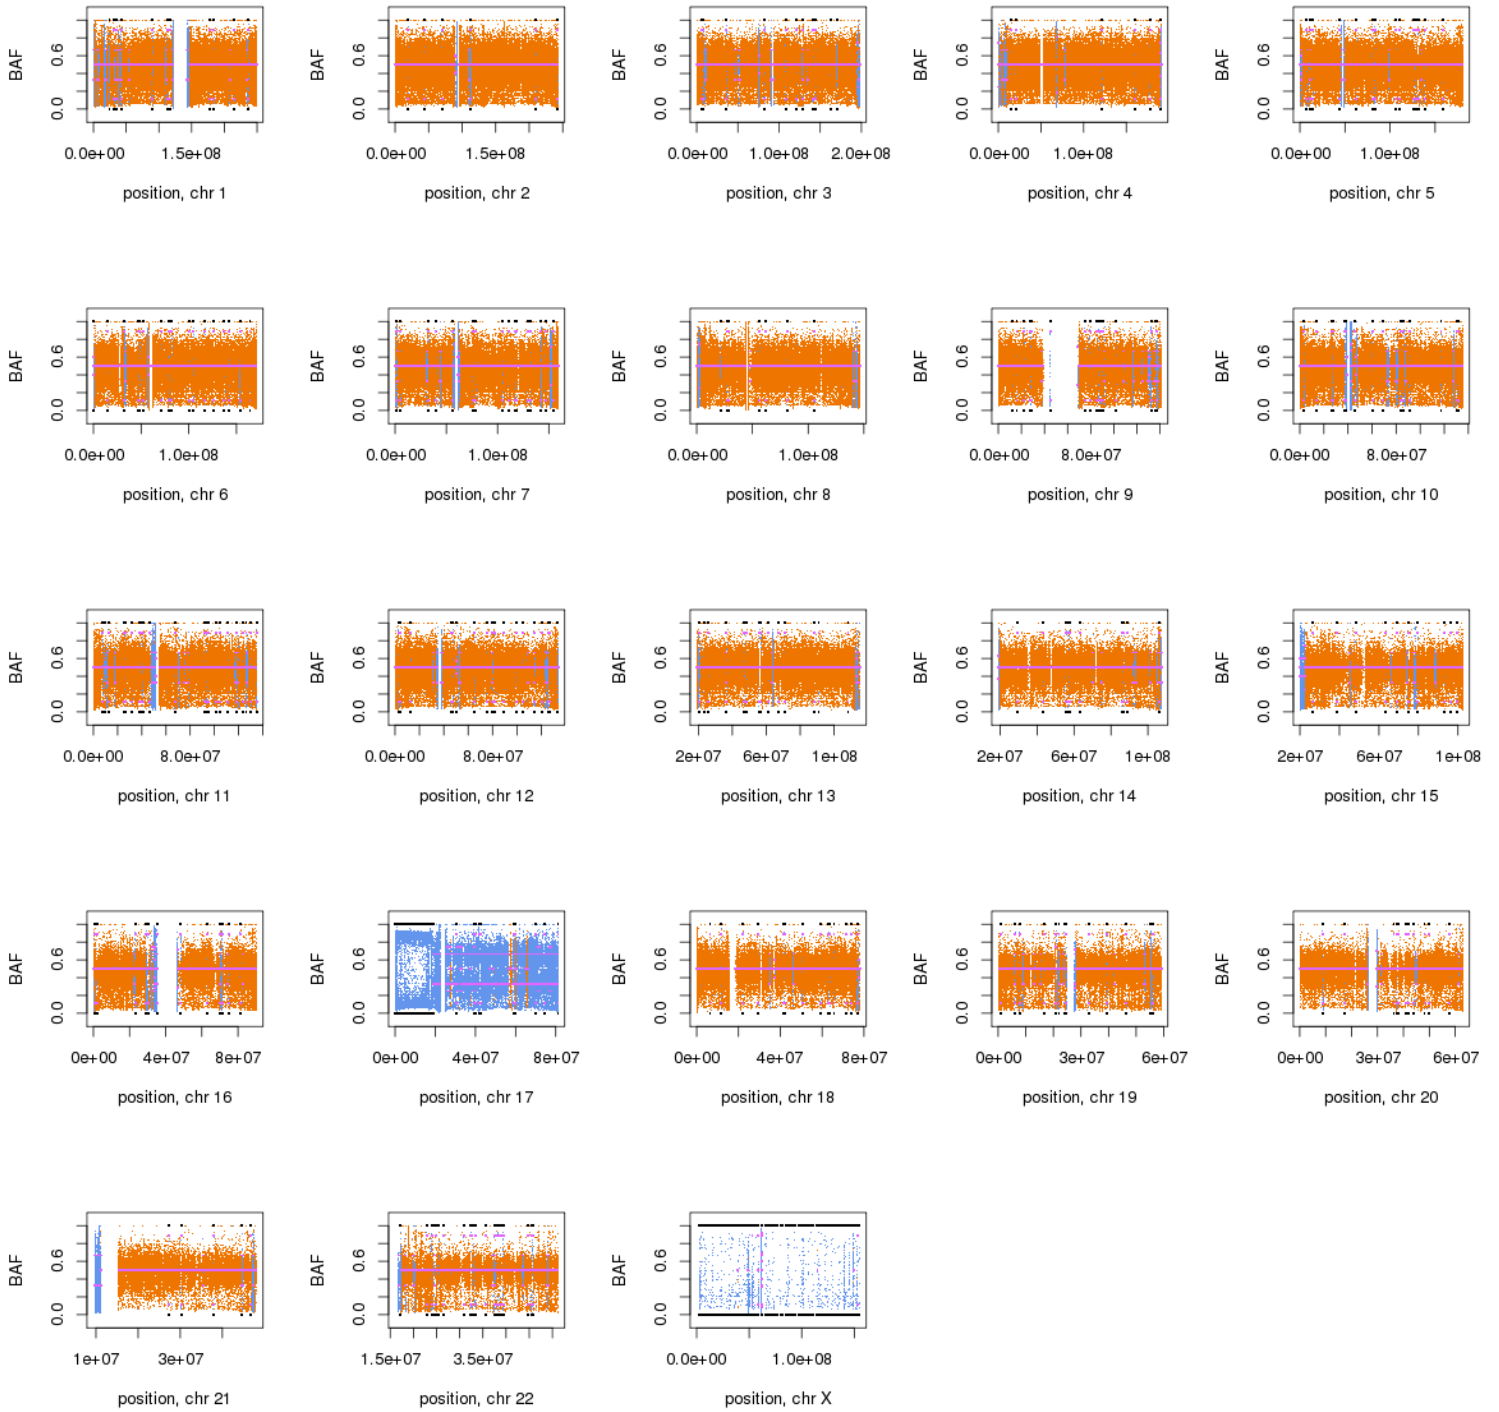 BAF 0.0 0.6 0.0e+00 1.5e+08 position, chr 1
BAF 0.0 0.6 0.0e+00 1.5e+08 position, chr 2
BAF 0.0 0.6 0.0e+00 1.0e+08 2.0e+08 position, chr 3
BAF 0.0 0.6 0.0e+00 1.0e+08 position, chr 4
BAF 0.0 0.6 0.0e+00 1.0e+08 position, chr 5
BAF 0.0 0.6 0.0e+00 1.0e+08 position, chr 6
BAF 0.0 0.6 0.0e+00 1.0e+08 position, chr 7
BAF 0.0 0.6 0.0e+00 1.0e+08 position, chr 8
BAF 0.0 0.6 0.0e+00 8.0e+07 position, chr 9
BAF 0.0 0.6 0.0e+00 8.0e+07 position, chr 10
BAF 0.0 0.6 0.0e+00 8.0e+07 position, chr 11
BAF 0.0 0.6 0.0e+00 8.0e+07 position, chr 12
BAF 0.0 0.6 2e+07 6e+07 1e+08 position, chr 13
BAF 0.0 0.6 2e+07 6e+07 1e+08 position, chr 14
BAF 0.0 0.6 2e+07 6e+07 1e+08 position, chr 15
BAF 0.0 0.6 0e+00 4e+07 8e+07 position, chr 16
BAF 0.0 0.6 0e+00 4e+07 8e+07 position, chr 17
BAF 0.0 0.6 0e+00 4e+07 8e+07 position, chr 18
BAF 0.0 0.6 0e+00 3e+07 6e+07 position, chr 19
BAF 0.0 0.6 0e+00 3e+07 6e+07 position, chr 20
BAF 0.0 0.6 1e+07 3e+07 position, chr 21
BAF 0.0 0.6 1.5e+07 3.5e+07 position, chr 22
BAF 0.0 0.6 0.0e+00 1.0e+08 position, chr X